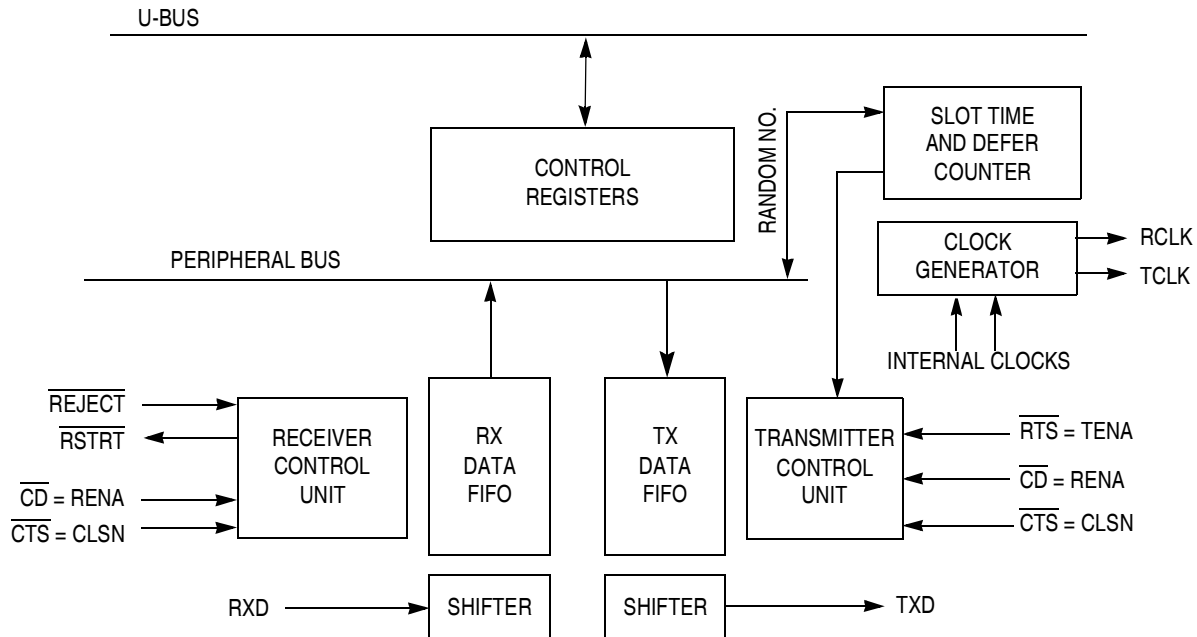 U-BUS
SLOT TIME
AND DEFER
COUNTER
RANDOM NO.
CONTROL
REGISTERS
CLOCK
GENERATOR
RCLK
TCLK
PERIPHERAL BUS
INTERNAL CLOCKS
REJECT
RSTRT
CD = RENA
CTS = CLSN
RECEIVER
CONTROL
UNIT
RX
DATA
FIFO
TX
DATA
FIFO
TRANSMITTER
CONTROL
UNIT
RTS = TENA
CD = RENA
CTS = CLSN
RXD
SHIFTER
SHIFTER
TXD